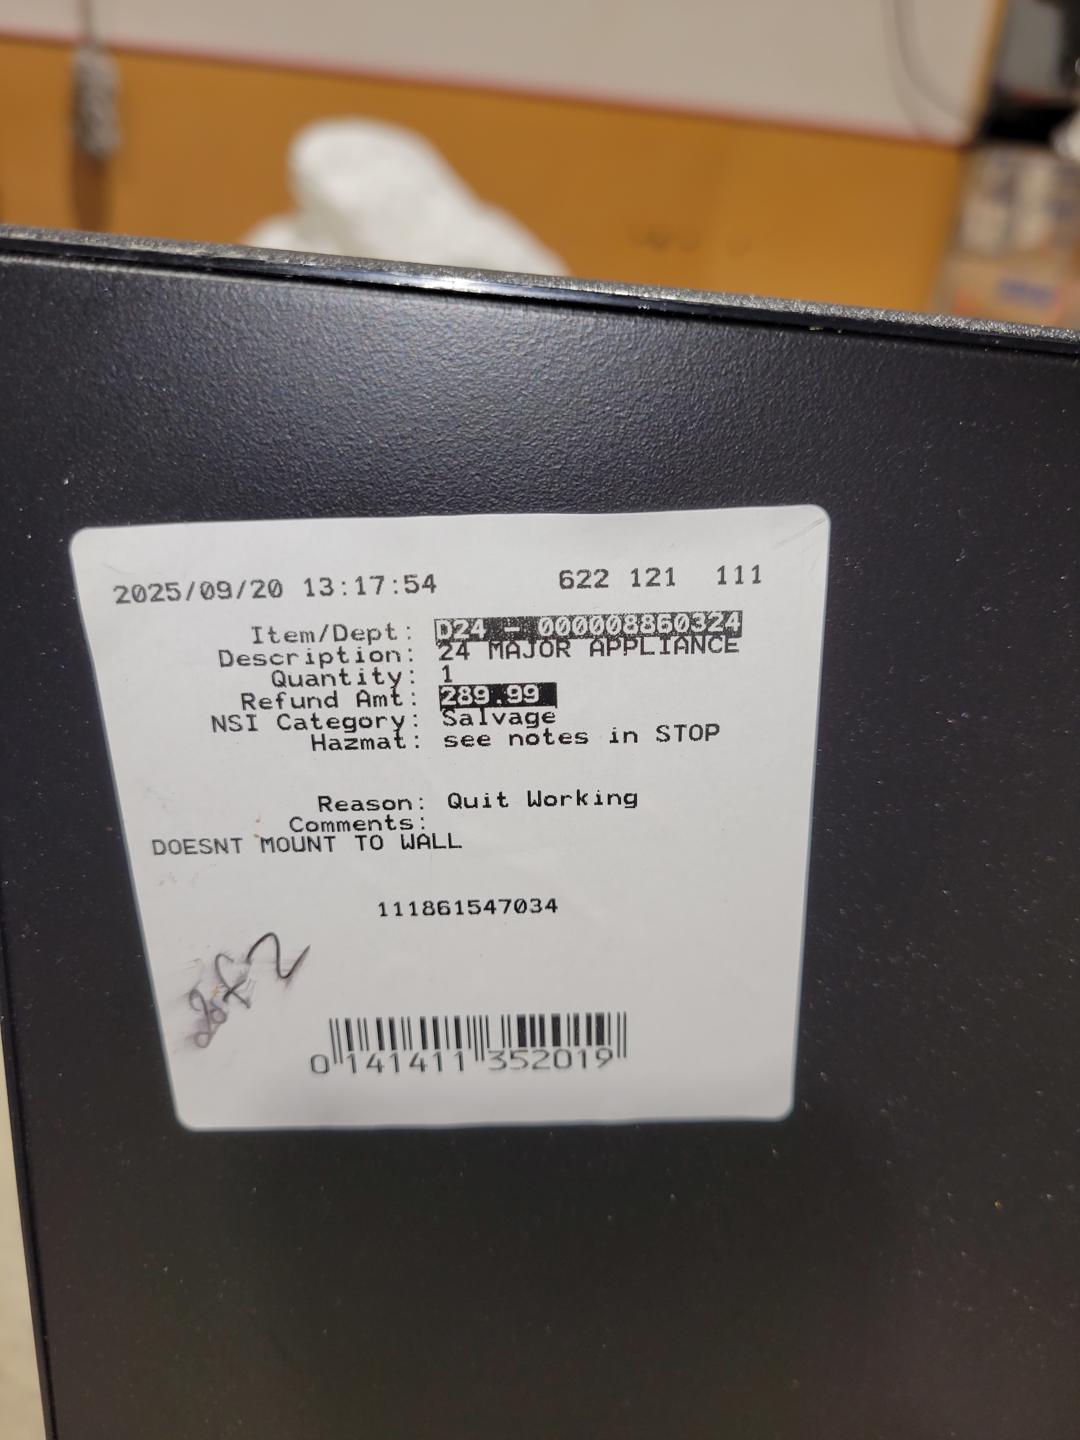 2025/09/20 13:17:54 622 121 111
Item/Dept: D24 - 000008860324
Description: 24 MAJOR APPLIANCE
Quantity: 1
Refund Amt: 289.99
NSI Category: Salvage
Hazmat: see notes in STOP
Reason: Quit Working
Comments:
DOESNT MOUNT TO WALL
111861547034
2of2
0 141411 352019